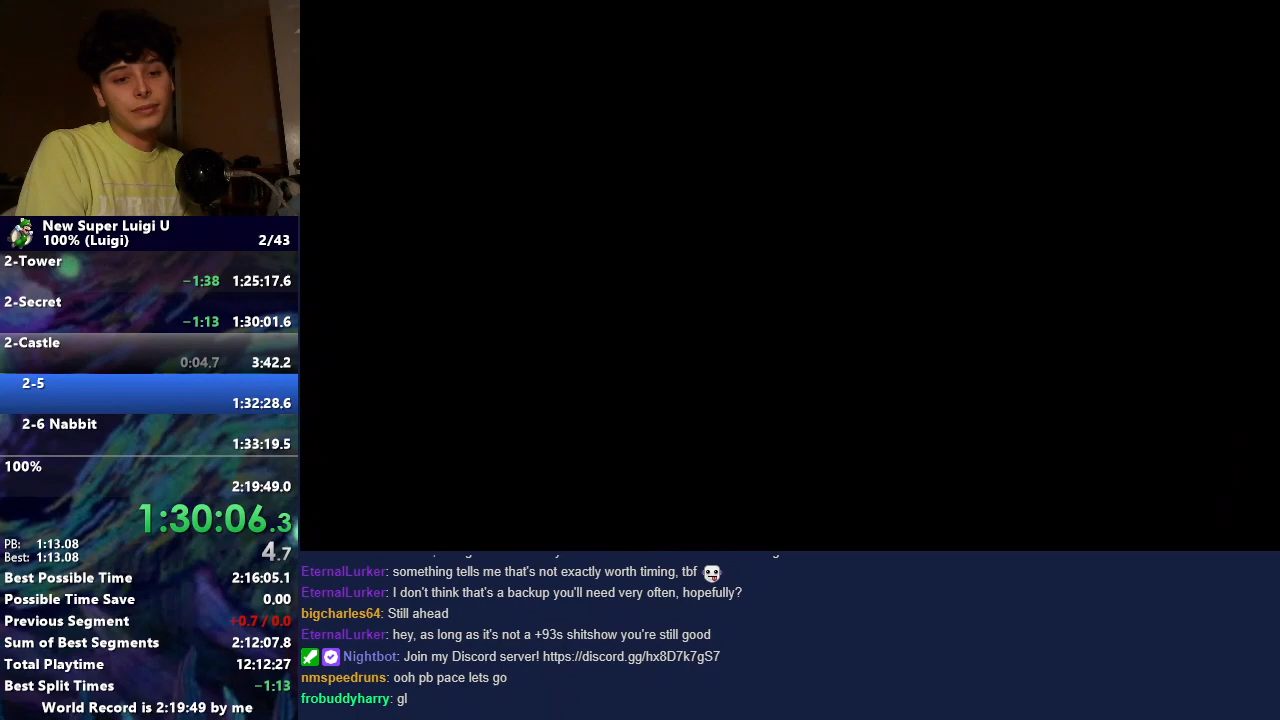 New Super Luigi U
100% (Luigi)
2/43
2-Tower
−1:38 1:25:17.6
2-Secret
−1:13 1:30:01.6
2-Castle
0:04.7 3:42.2
2-5
1:32:28.6
2-6 Nabbit
1:33:19.5
100%
2:19:49.0
1:30:06.3
PB: 1:13.08
Best: 1:13.08
4.7
Best Possible Time 2:16:05.1
Possible Time Save 0.00
Previous Segment +0.7 / 0.0
Sum of Best Segments 2:12:07.8
Total Playtime 12:12:27
Best Split Times −1:13
World Record is 2:19:49 by me
EternalLurker: something tells me that's not exactly worth timing, tbf
EternalLurker: I don't think that's a backup you'll need very often, hopefully?
bigcharles64: Still ahead
EternalLurker: hey, as long as it's not a +93s shitshow you're still good
Nightbot: Join my Discord server! https://discord.gg/hx8D7k7gS7
nmspeedruns: ooh pb pace lets go
frobuddyharry: gl